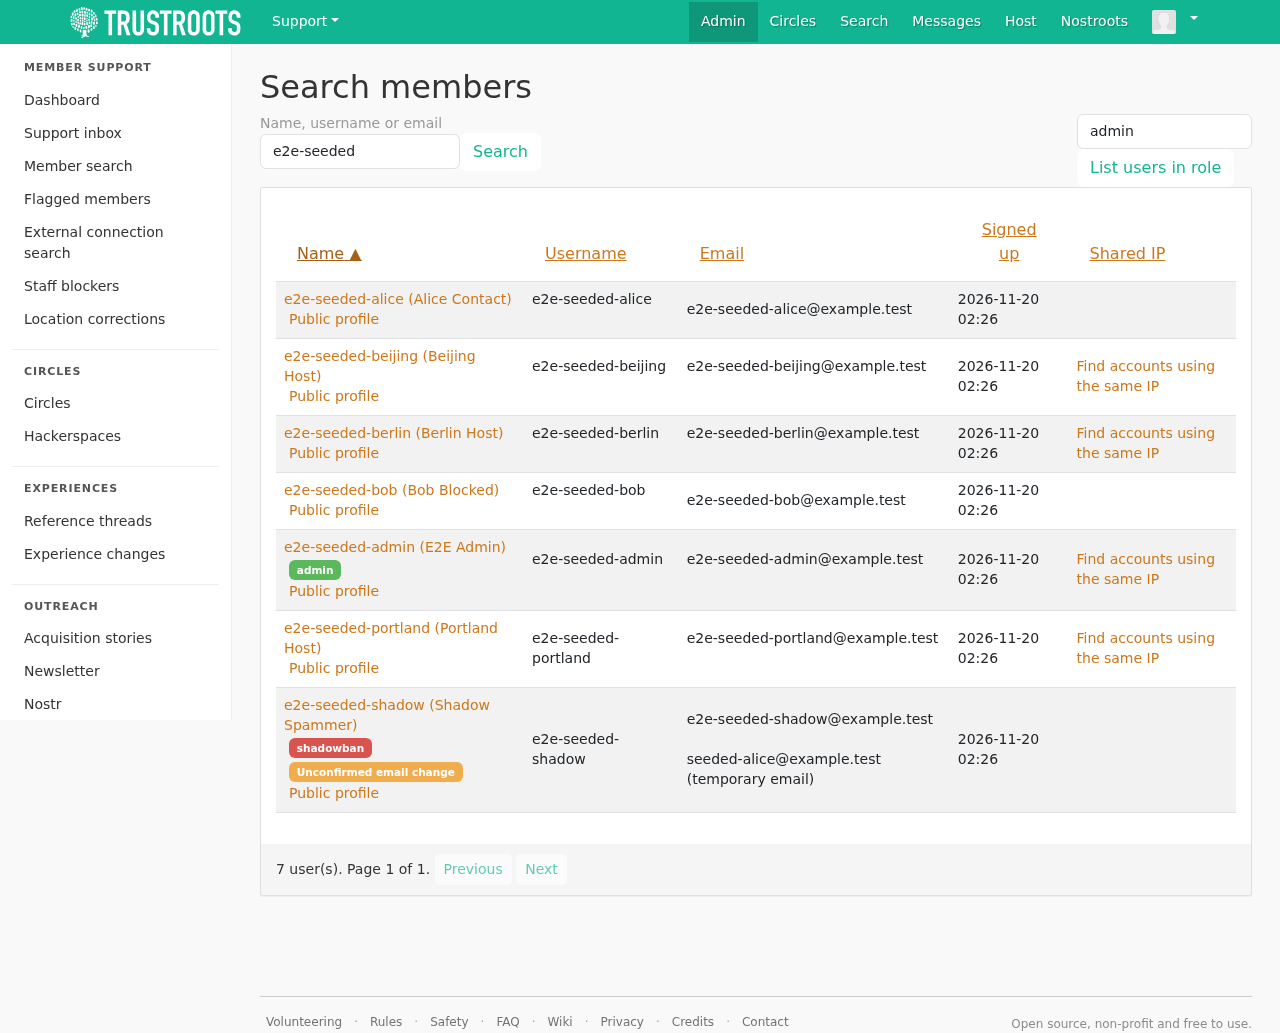 TRUSTROOTS
Support
Admin
Circles
Search
Messages
Host
Nostroots
MEMBER SUPPORT
Dashboard
Support inbox
Member search
Flagged members
External connection
search
Staff blockers
Location corrections
CIRCLES
Circles
Hackerspaces
EXPERIENCES
Reference threads
Experience changes
OUTREACH
Acquisition stories
Newsletter
Nostr
Search members
Name, username or email
e2e-seeded
Search
admin
List users in role
Name ▲
Username
Email
Signed
up
Shared IP
e2e-seeded-alice (Alice Contact)
Public profile
e2e-seeded-alice
e2e-seeded-alice@example.test
2026-11-20
02:26
e2e-seeded-beijing (Beijing
Host)
Public profile
e2e-seeded-beijing
e2e-seeded-beijing@example.test
2026-11-20
02:26
Find accounts using
the same IP
e2e-seeded-berlin (Berlin Host)
Public profile
e2e-seeded-berlin
e2e-seeded-berlin@example.test
2026-11-20
02:26
Find accounts using
the same IP
e2e-seeded-bob (Bob Blocked)
Public profile
e2e-seeded-bob
e2e-seeded-bob@example.test
2026-11-20
02:26
e2e-seeded-admin (E2E Admin)
admin
Public profile
e2e-seeded-admin
e2e-seeded-admin@example.test
2026-11-20
02:26
Find accounts using
the same IP
e2e-seeded-portland (Portland
Host)
Public profile
e2e-seeded-
portland
e2e-seeded-portland@example.test
2026-11-20
02:26
Find accounts using
the same IP
e2e-seeded-shadow (Shadow
Spammer)
shadowban
Unconfirmed email change
Public profile
e2e-seeded-
shadow
e2e-seeded-shadow@example.test
seeded-alice@example.test
(temporary email)
2026-11-20
02:26
7 user(s). Page 1 of 1.
Previous
Next
Volunteering · Rules · Safety · FAQ · Wiki · Privacy · Credits · Contact
Open source, non-profit and free to use.